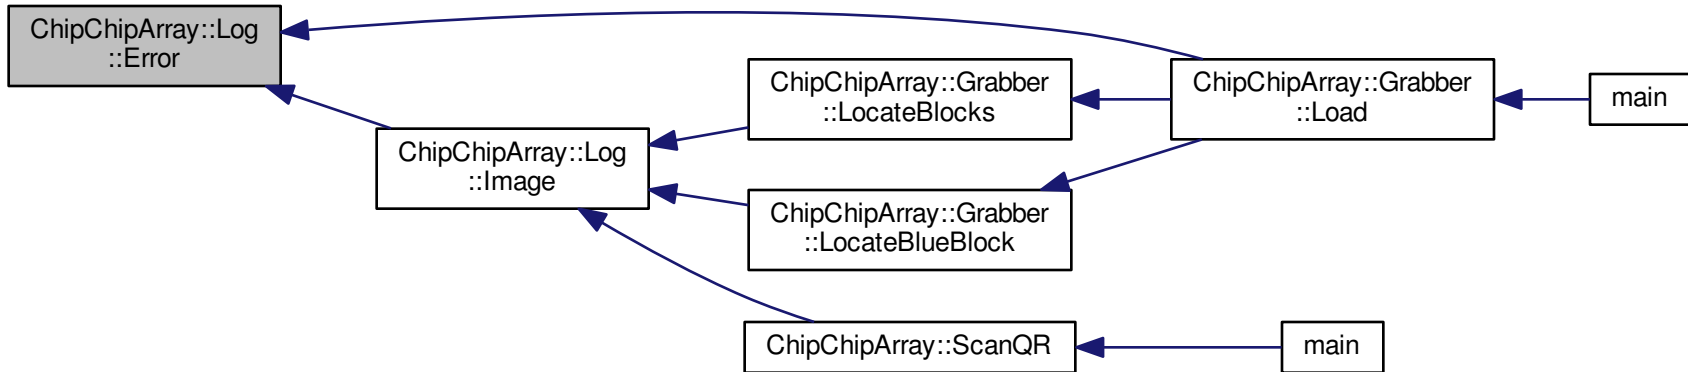 ChipChipArray::Log
::Error
ChipChipArray::Log
::Image
ChipChipArray::Grabber
::LocateBlocks
ChipChipArray::Grabber
::LocateBlueBlock
ChipChipArray::ScanQR
ChipChipArray::Grabber
::Load
main
main